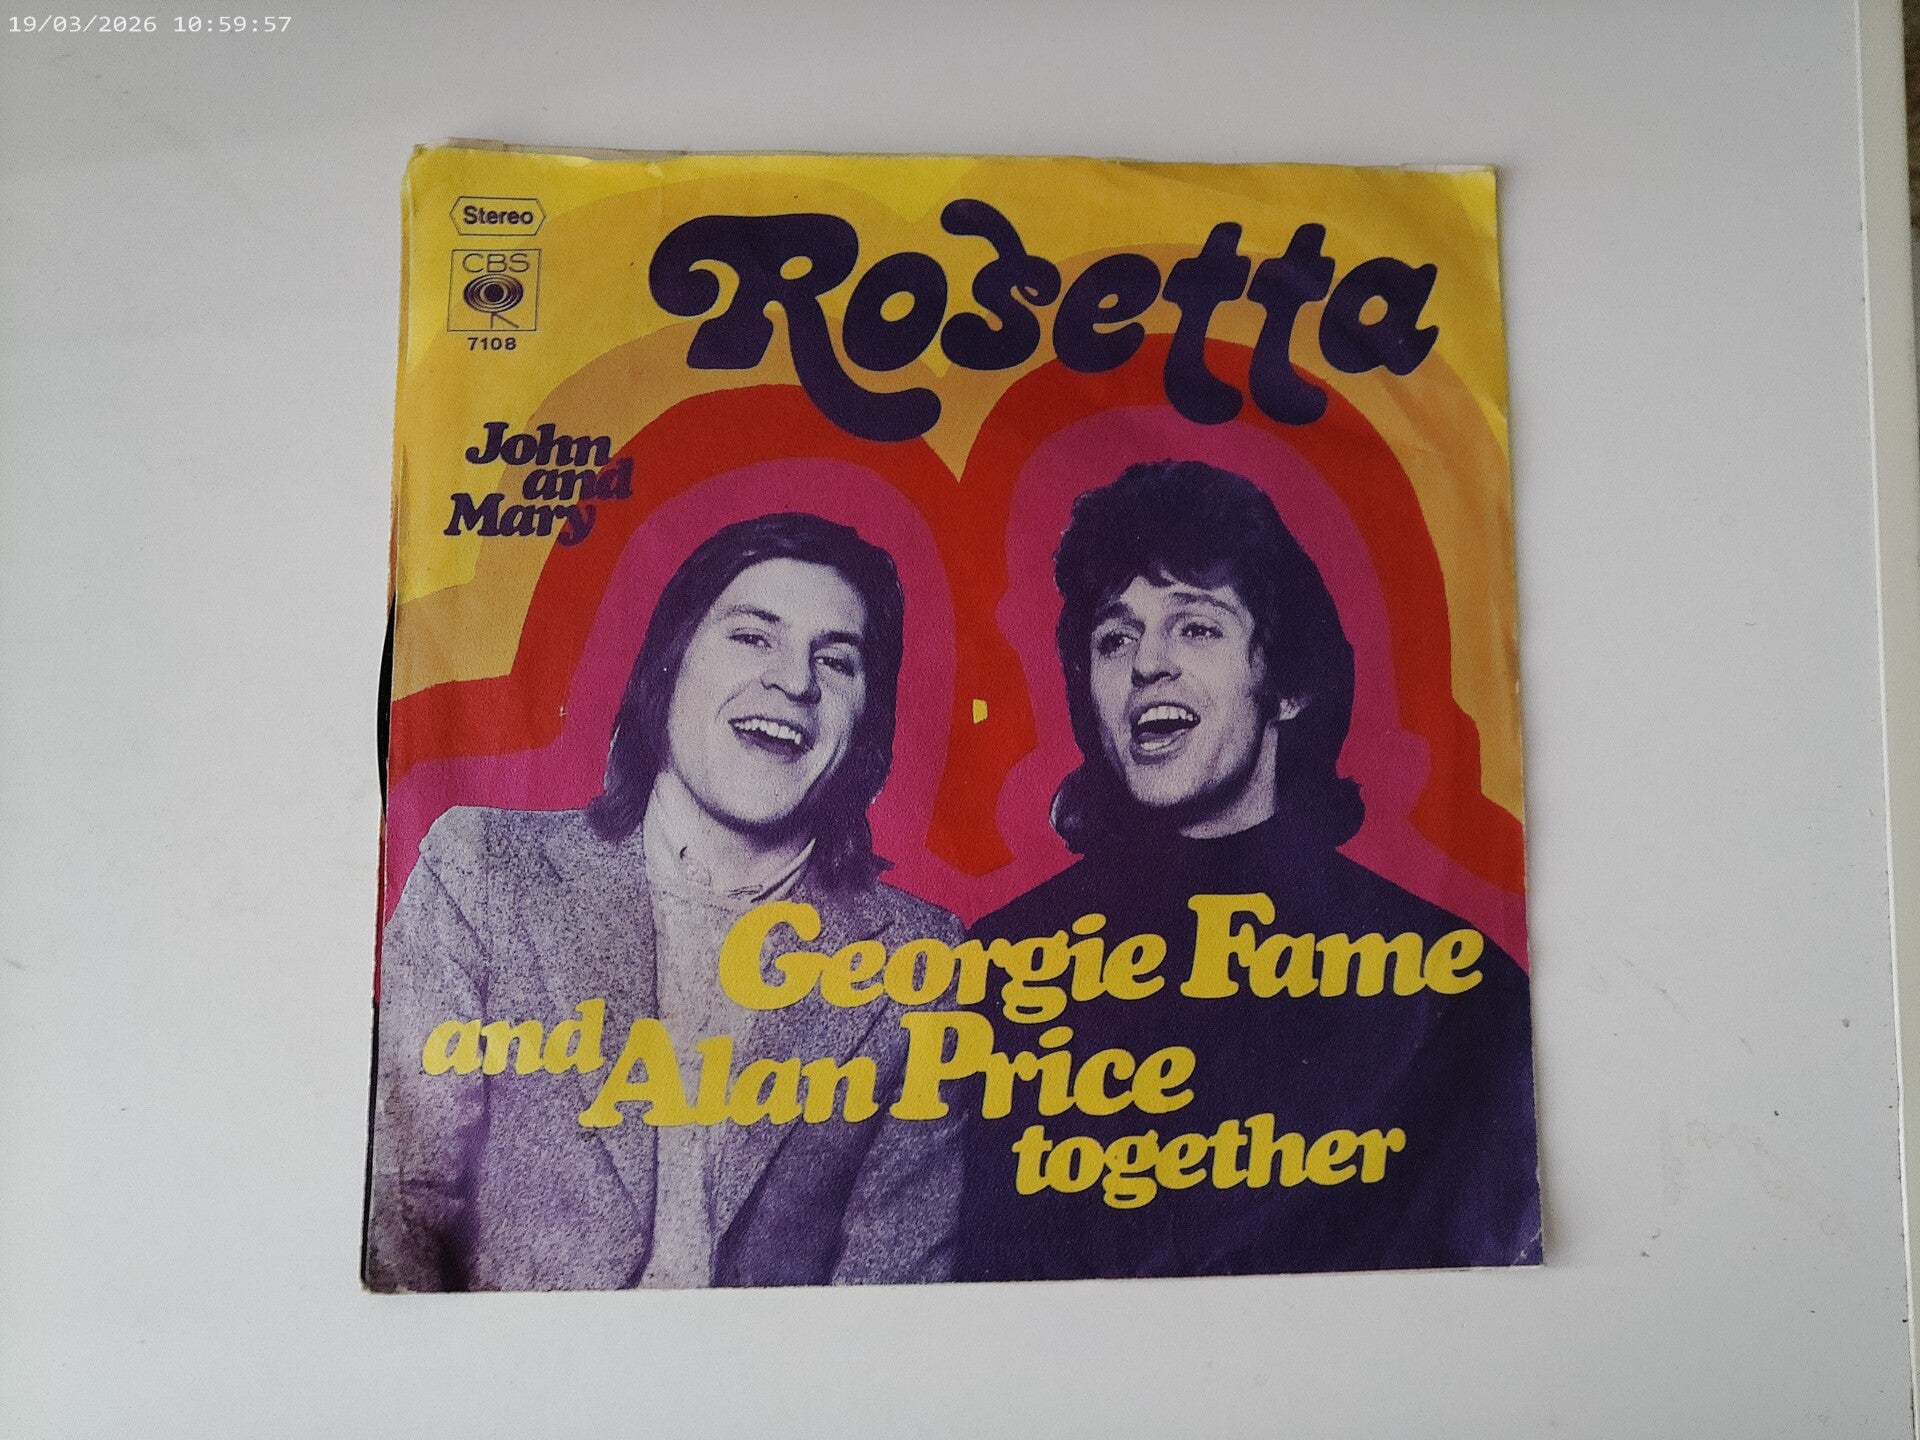 19/03/2026 10:59:57
Stereo
CBS
7108
Rosetta
John
and
Mary
Georgie Fame
and Alan Price
together